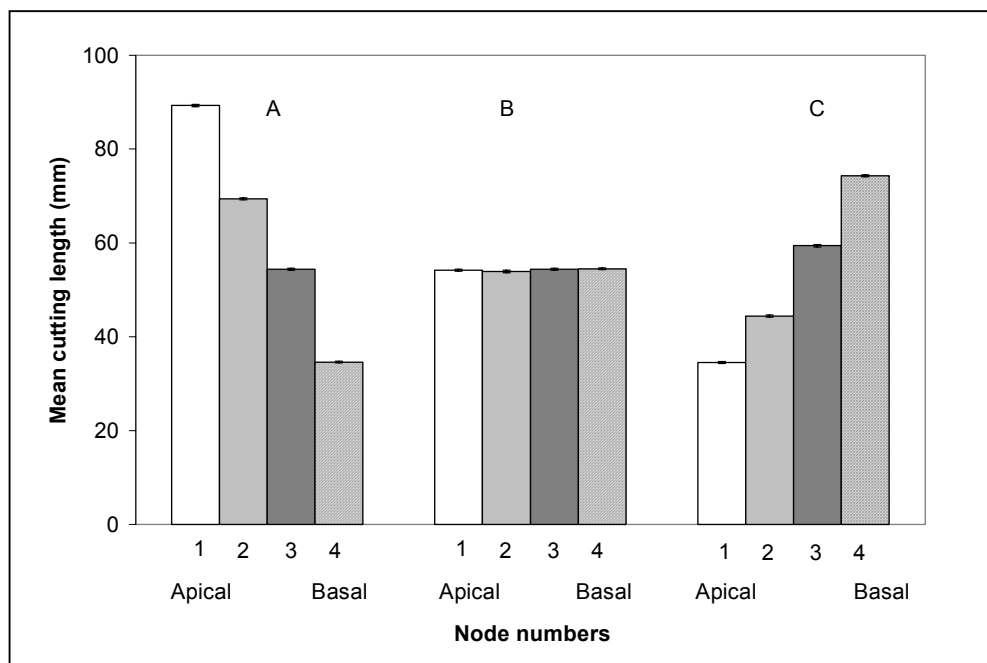 Mean cutting length (mm)
100
80
60
40
20
0
A B C
1 2 3 4 1 2 3 4 1 2 3 4
Apical Basal Apical Basal Apical Basal
Node numbers